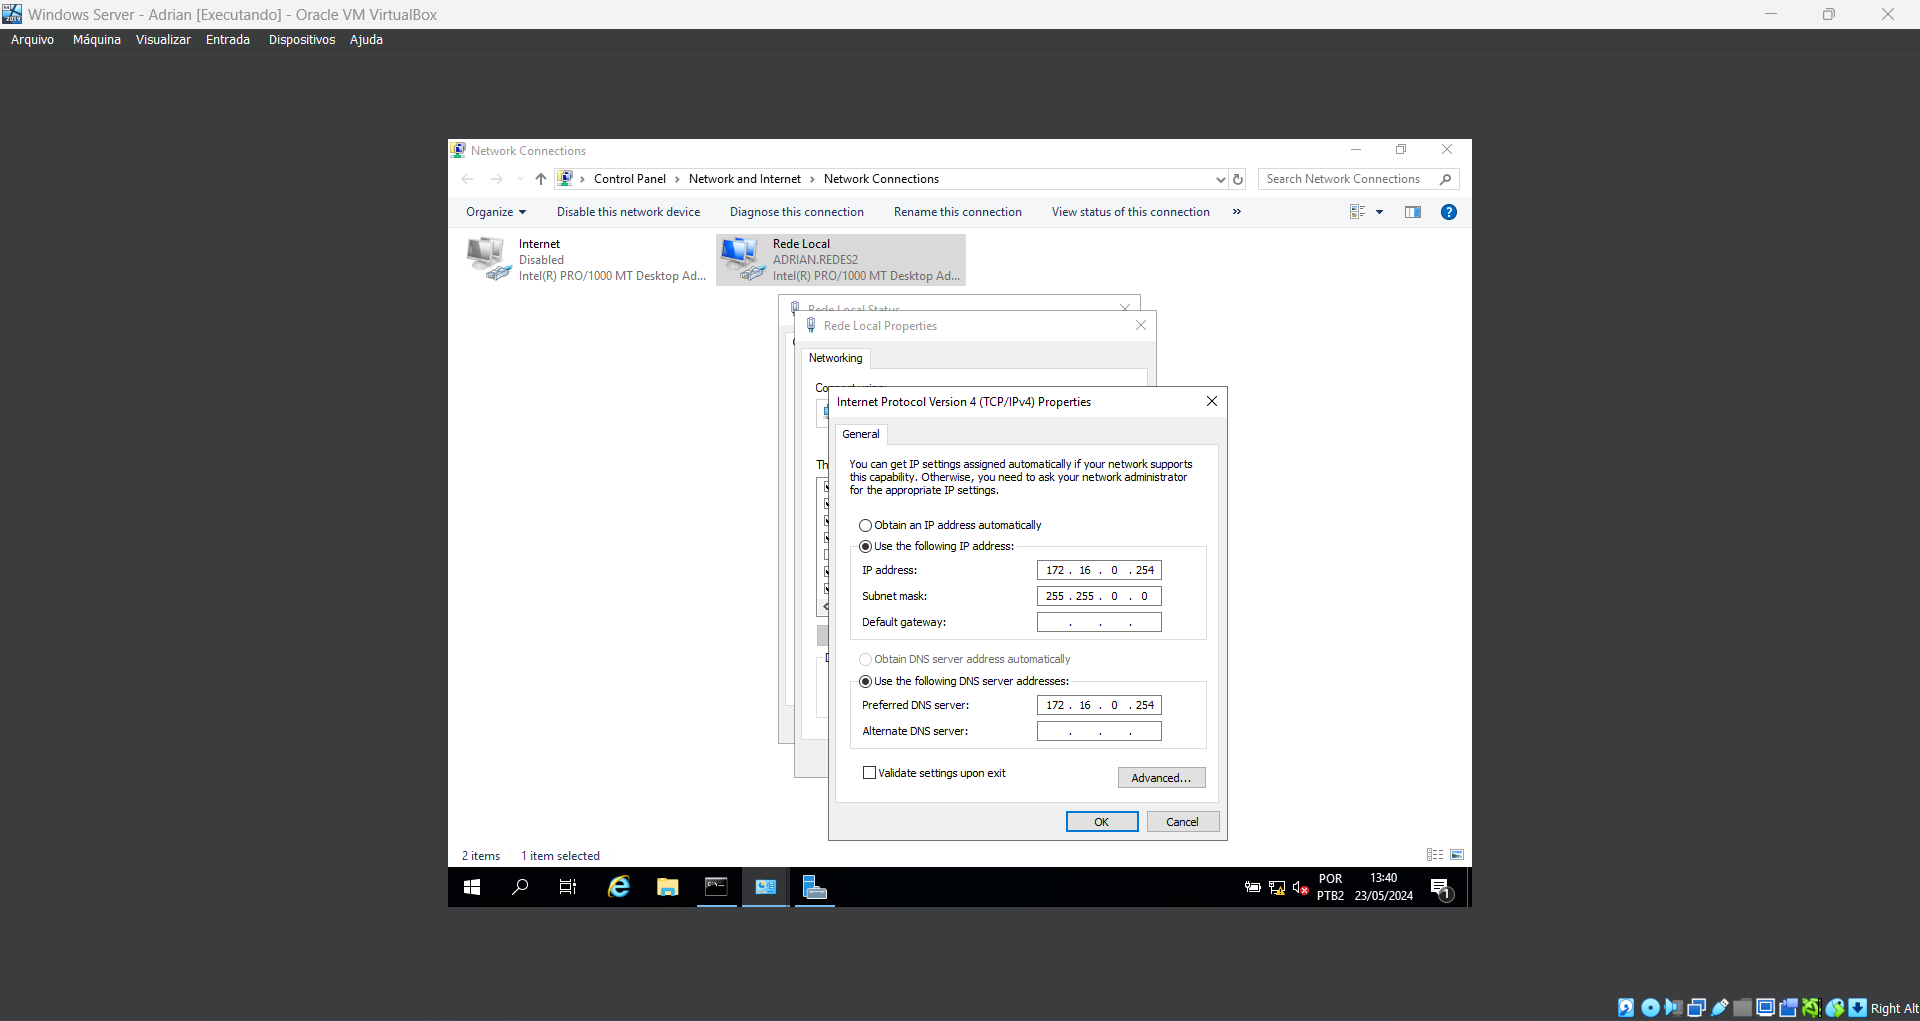 Windows Server - Adrian [Executando] - Oracle VM VirtualBox
Arquivo Máquina Visualizar Entrada Dispositivos Ajuda
Network Connections
Control Panel > Network and Internet > Network Connections
Search Network Connections
Organize Disable this network device Diagnose this connection Rename this connection View status of this connection »
Internet
Disabled
Intel(R) PRO/1000 MT Desktop Ad...
Rede Local
ADRIAN.REDES2
Intel(R) PRO/1000 MT Desktop Ad...
Rede Local Status
Rede Local Properties
Networking
Connect using:
Internet Protocol Version 4 (TCP/IPv4) Properties
General
You can get IP settings assigned automatically if your network supports
this capability. Otherwise, you need to ask your network administrator
for the appropriate IP settings.
Obtain an IP address automatically
Use the following IP address:
IP address: 172 . 16 . 0 . 254
Subnet mask: 255 . 255 . 0 . 0
Default gateway: . . .
Obtain DNS server address automatically
Use the following DNS server addresses:
Preferred DNS server: 172 . 16 . 0 . 254
Alternate DNS server: . . .
Validate settings upon exit
Advanced...
OK Cancel
2 items 1 item selected
POR
PTB2
13:40
23/05/2024
1
Right Alt